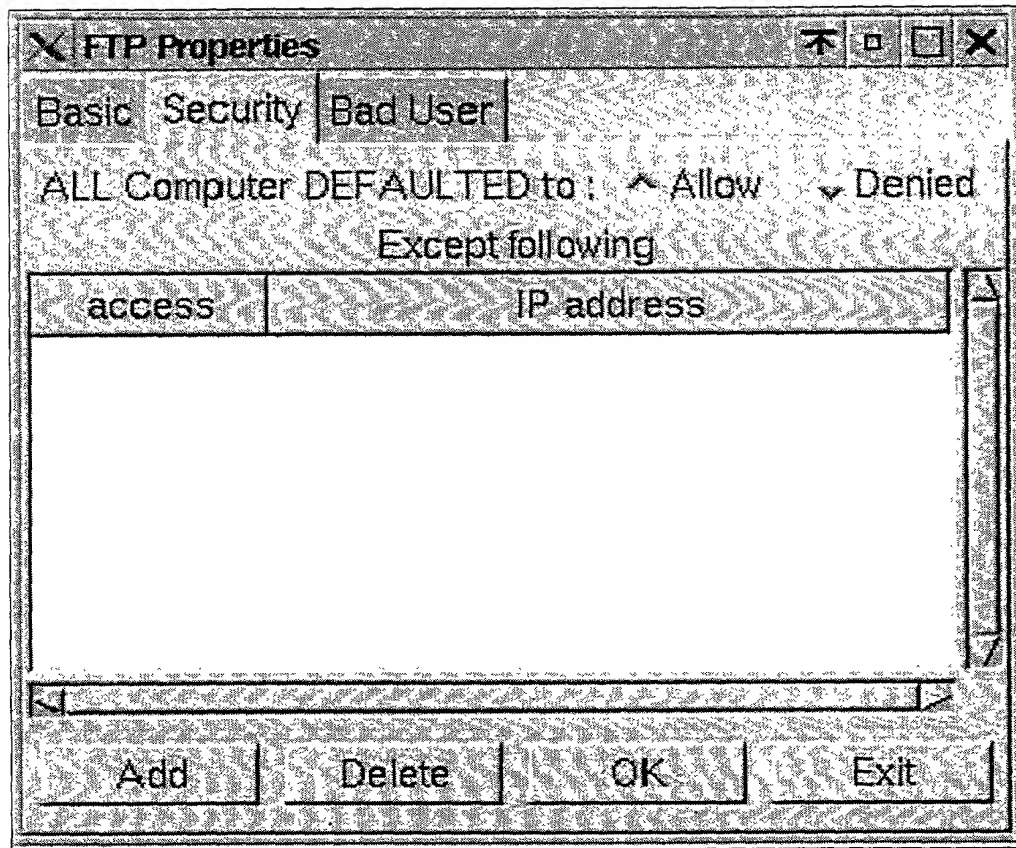 FTP Properties
Basic Security Bad User
ALL Computer DEFAULTED to : Allow Denied
Except following
access IP address
Add Delete OK Exit